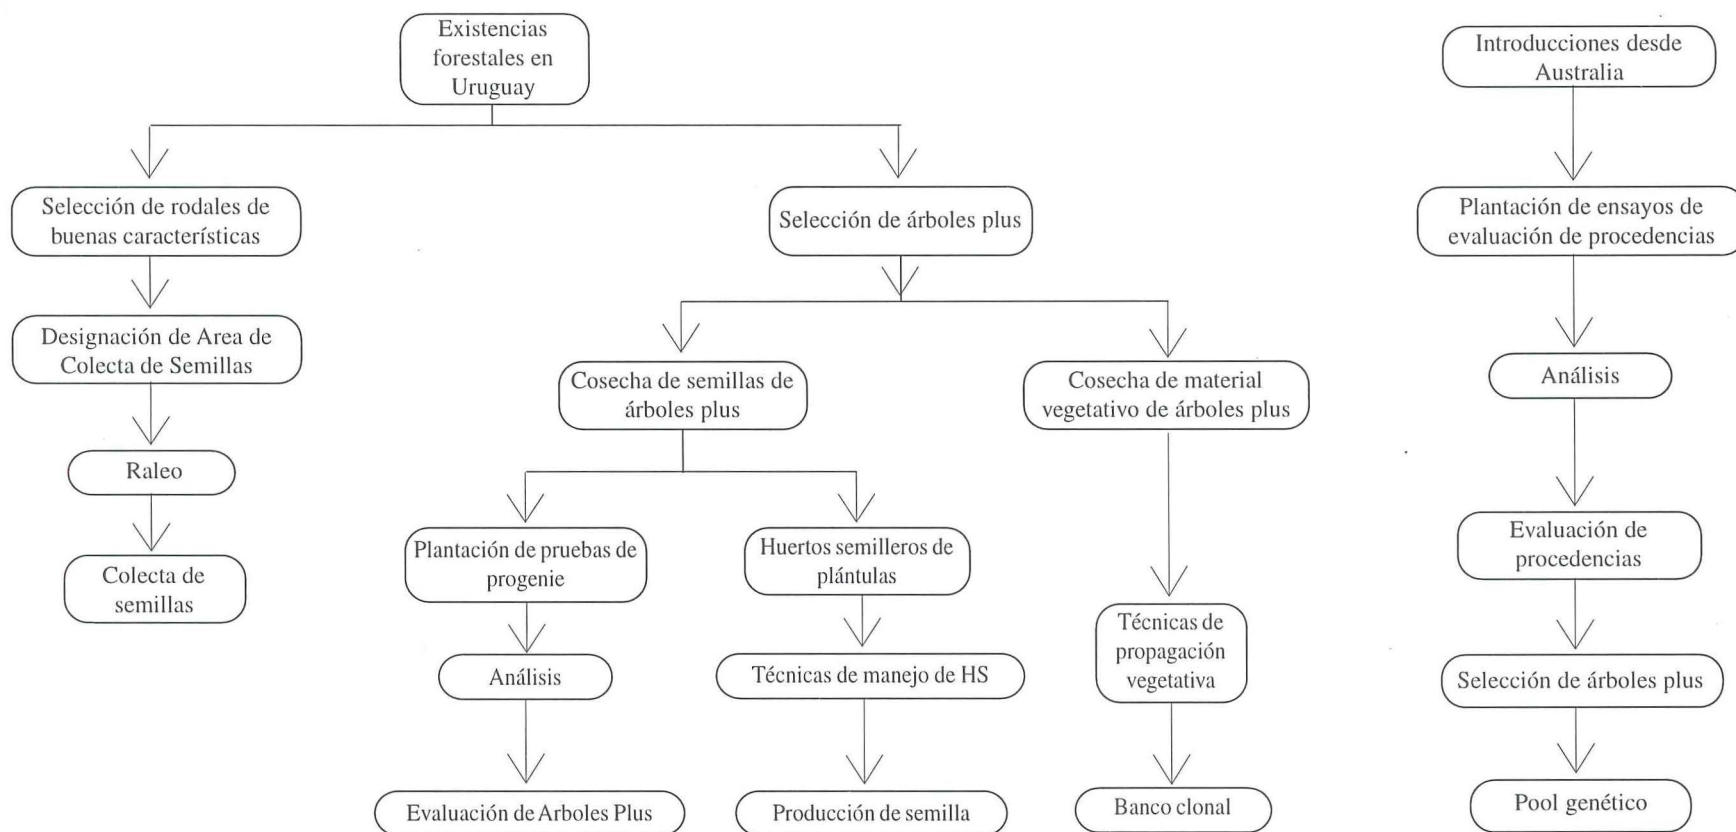 Existencias
forestales en
Uruguay
Introducciones desde
Australia
Selección de rodales de
buenas características
Selección de árboles plus
Plantación de ensayos de
evaluación de procedencias
Designación de Area de
Colecta de Semillas
Cosecha de semillas de
árboles plus
Cosecha de material
vegetativo de árboles plus
Análisis
Raleo
Plantación de pruebas de
progenie
Huertos semilleros de
plántulas
Evaluación de
procedencias
Colecta de
semillas
Técnicas de
propagación
vegetativa
Análisis
Técnicas de manejo de HS
Selección de árboles plus
Evaluación de Arboles Plus
Producción de semilla
Banco clonal
Pool genético